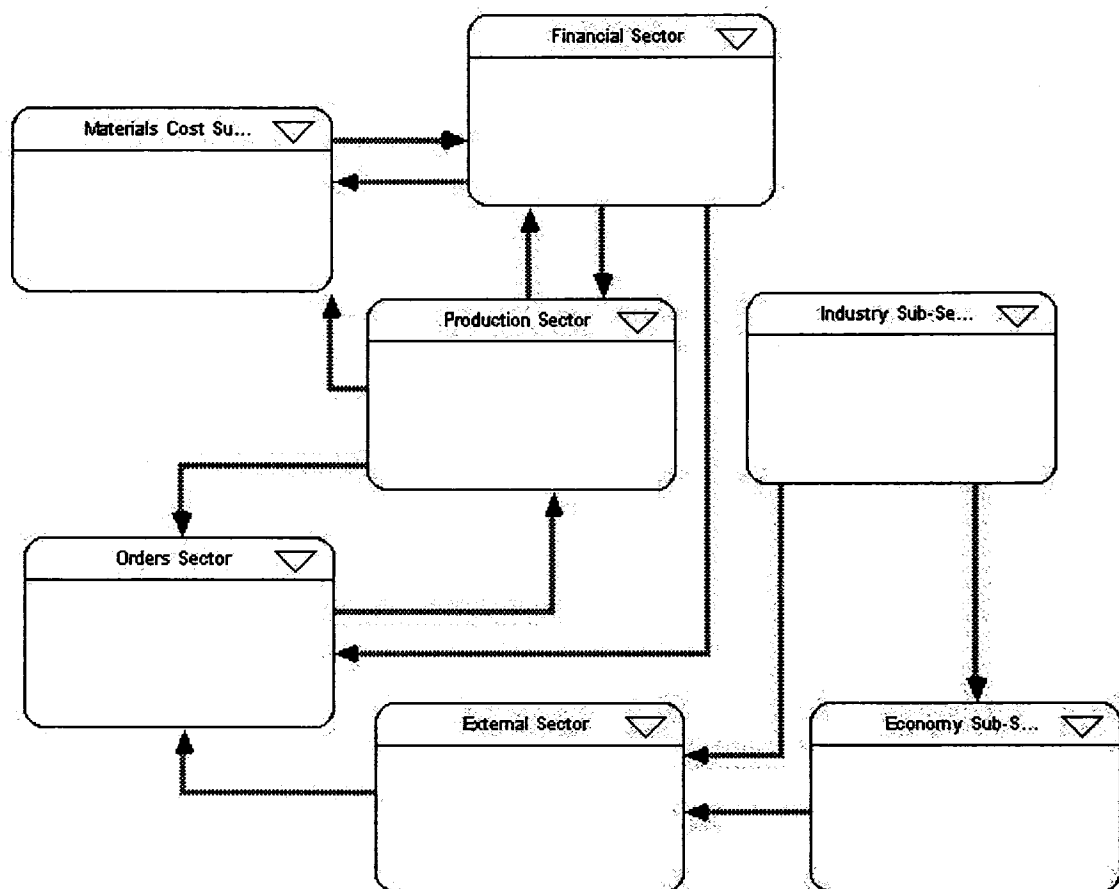 Financial Sector
Materials Cost Su...
Production Sector
Industry Sub-Se...
Orders Sector
External Sector
Economy Sub-S...